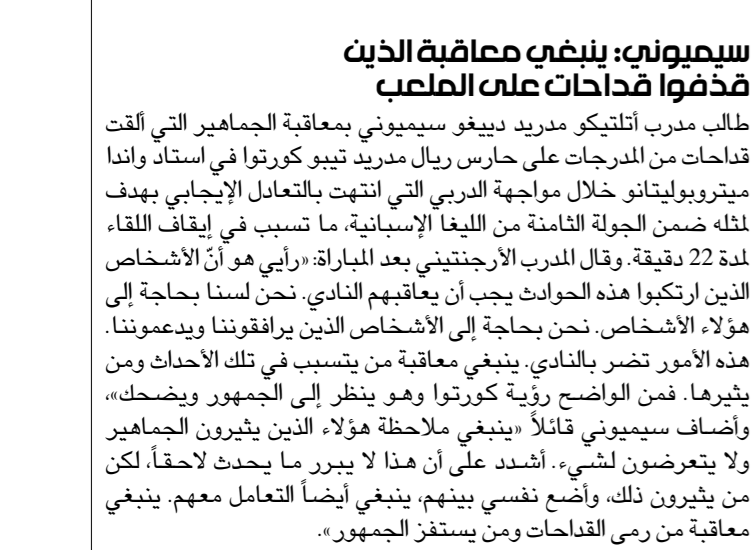 سيميوني: ينبغي معاقبة الذين
قذفوا قداحات على الملعب
طالب مدرب أتلتيكو مدريد دييغو سيميوني بمعاقبة الجماهير التي ألقت
قداحات من المدرجات على حارس ريال مدريد تيبو كورتوا في استاد واندا
ميتروبوليتانو خلال مواجهة الدربي التي انتهت بالتعادل الإيجابي بهدف
لمثله ضمن الجولة الثامنة من الليغا الإسبانية، ما تسبب في إيقاف اللقاء
لمدة 22 دقيقة. وقال المدرب الأرجنتيني بعد المباراة: «رأيي هو أنّ الأشخاص
الذين ارتكبوا هذه الحوادث يجب أن يعاقبهم النادي. نحن لسنا بحاجة إلى
هؤلاء الأشخاص. نحن بحاجة إلى الأشخاص الذين يرافقوننا ويدعموننا.
هذه الأمور تضر بالنادي. ينبغي معاقبة من يتسبب في تلك الأحداث ومن
يثيرها. فمن الواضح رؤية كورتوا وهو ينظر إلى الجمهور ويضحك»،
وأضاف سيميوني قائلاً «ينبغي ملاحظة هؤلاء الذين يثيرون الجماهير
ولا يتعرضون لشيء. أشدد على أن هذا لا يبرر ما يحدث لاحقاً، لكن
من يثيرون ذلك، وأضع نفسي بينهم، ينبغي أيضاً التعامل معهم. ينبغي
معاقبة من رمى القداحات ومن يستفز الجمهور».